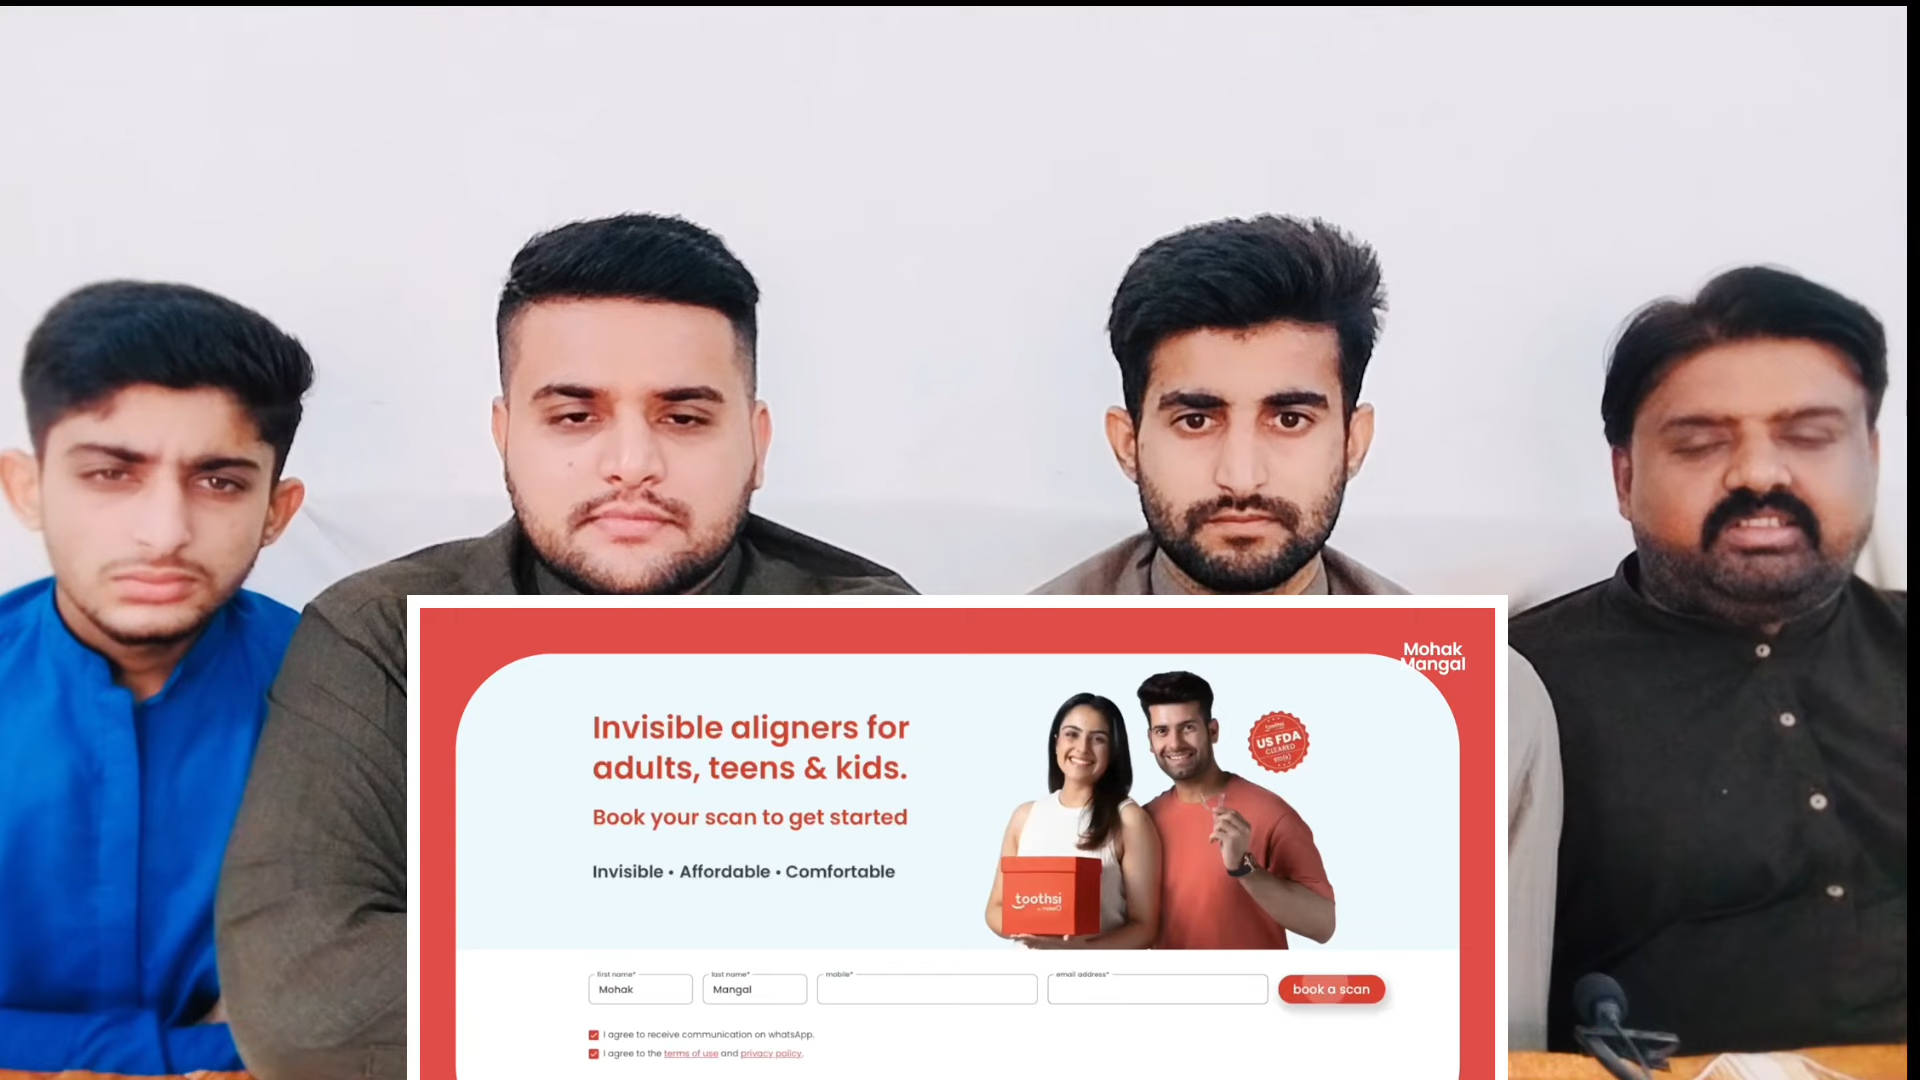 Mohak
Mangal
Invisible aligners for
adults, teens & kids.
US FDA
CLEARED
Book your scan to get started
Invisible • Affordable • Comfortable
toothsi
first name*
last name*
mobile*
email address*
Mohak
Mangal
book a scan
I agree to receive communication on whatsApp.
I agree to the terms of use and privacy policy.